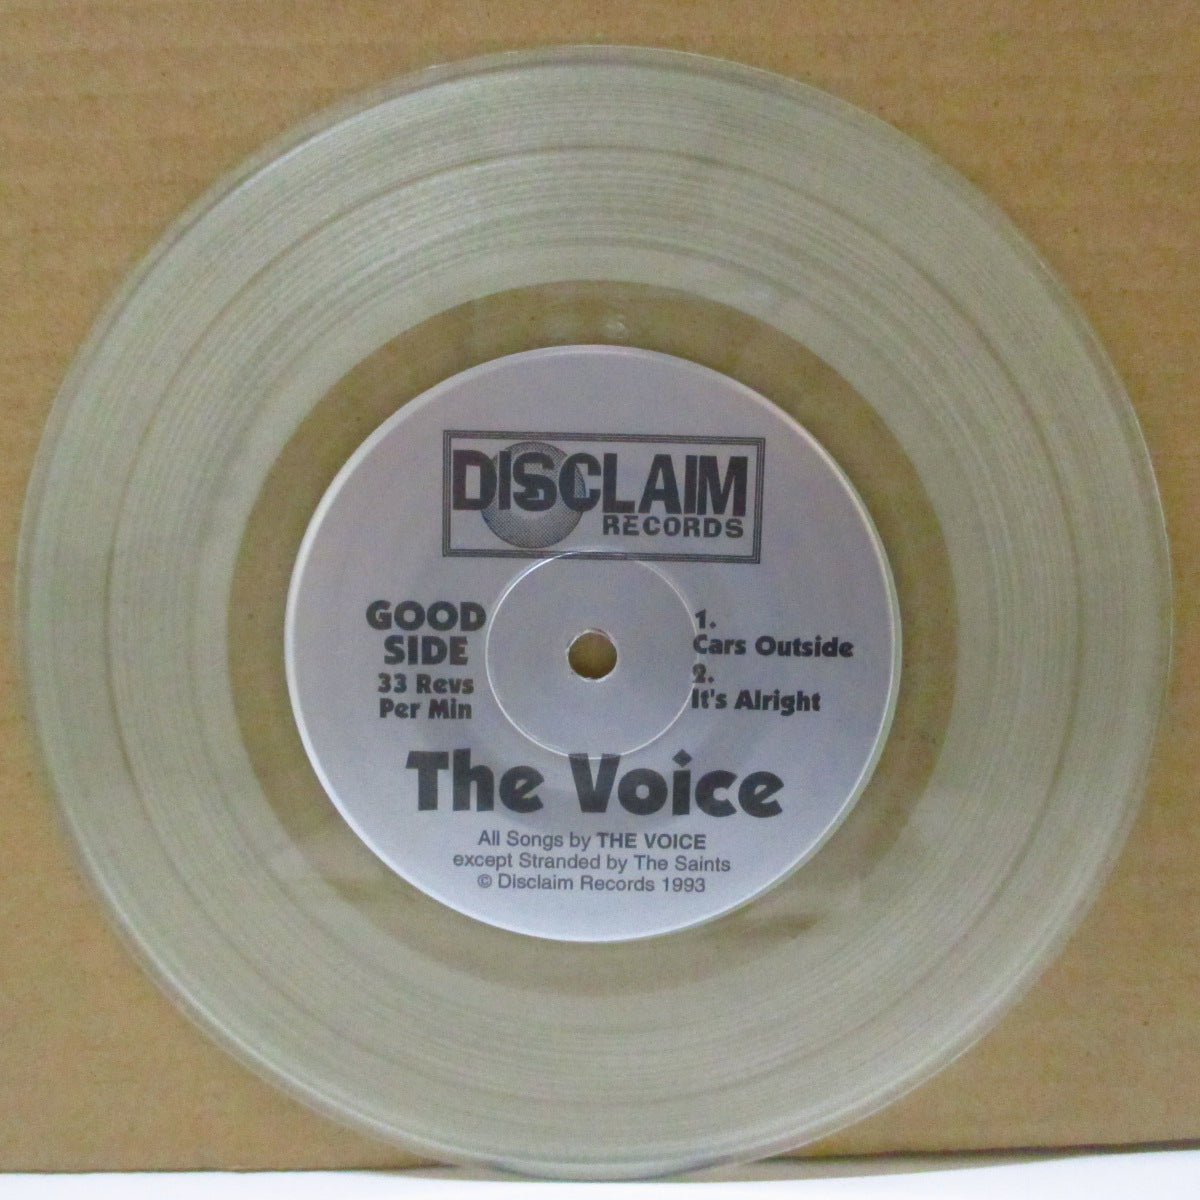 DISCLAIM
RECORDS
GOOD
SIDE
33 Revs
Per Min
1.
Cars Outside
2.
It's Alright
The Voice
All Songs by THE VOICE
except Stranded by The Saints
© Disclaim Records 1993